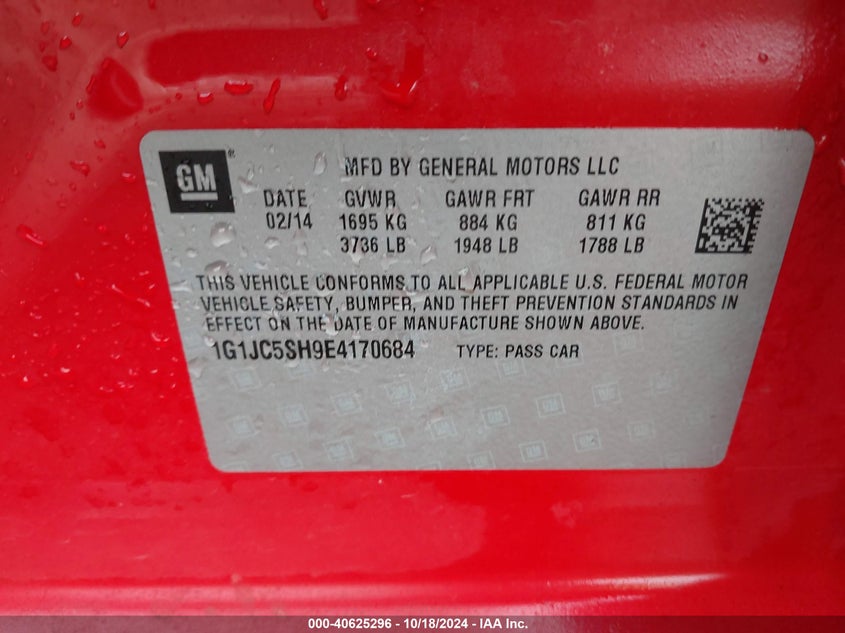 GM ® MFD BY GENERAL MOTORS LLC
DATE GVWR GAWR FRT GAWR RR
02/14 1695 KG 884 KG 811 KG
3736 LB 1948 LB 1788 LB
THIS VEHICLE CONFORMS TO ALL APPLICABLE U.S. FEDERAL MOTOR
VEHICLE SAFETY, BUMPER, AND THEFT PREVENTION STANDARDS IN
EFFECT ON THE DATE OF MANUFACTURE SHOWN ABOVE.
1G1JC5SH9E4170684 TYPE: PASS CAR
000-40625296 - 10/18/2024 - IAA Inc.